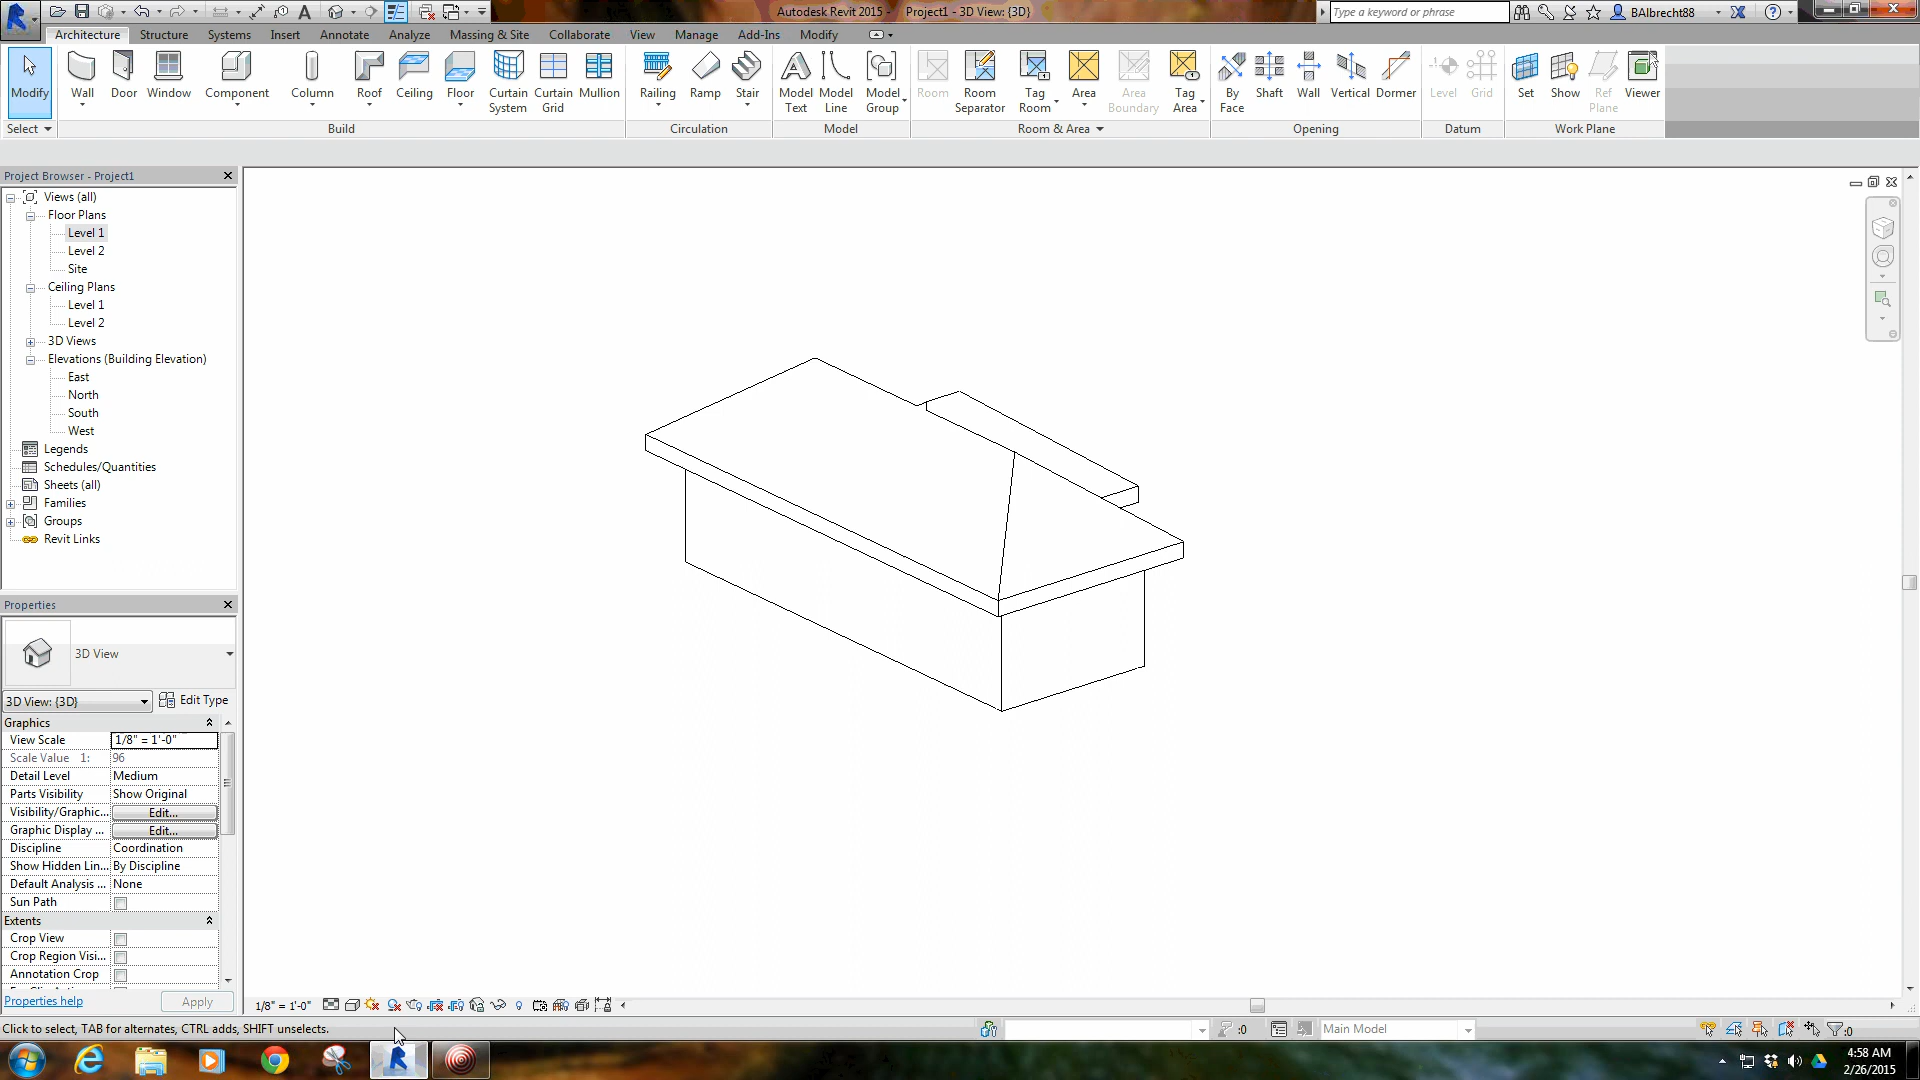 Autodesk Revit 2015 - Project1 - 3D View: {3D}
Type a keyword or phrase
BAlbrecht88
Architecture Structure Systems Insert Annotate Analyze Massing & Site Collaborate View Manage Add-Ins Modify
Modify Wall Door Window Component Column Roof Ceiling Floor Curtain System Curtain Grid Mullion Railing Ramp Stair Model Text Model Line Model Group Room Room Separator Tag Room Area Area Boundary Tag Area By Face Shaft Wall Vertical Dormer Level Grid Set Show Ref Plane Viewer
Select Build Circulation Model Room & Area Opening Datum Work Plane
Project Browser - Project1
Views (all)
Floor Plans
Level 1
Level 2
Site
Ceiling Plans
Level 1
Level 2
3D Views
Elevations (Building Elevation)
East
North
South
West
Legends
Schedules/Quantities
Sheets (all)
Families
Groups
Revit Links
Properties
3D View
3D View: {3D} Edit Type
Graphics
View Scale 1/8" = 1'-0"
Scale Value 1: 96
Detail Level Medium
Parts Visibility Show Original
Visibility/Graphic... Edit...
Graphic Display ... Edit...
Discipline Coordination
Show Hidden Lin... By Discipline
Default Analysis ... None
Sun Path
Extents
Crop View
Crop Region Visi...
Annotation Crop
Properties help Apply
1/8" = 1'-0"
Click to select, TAB for alternates, CTRL adds, SHIFT unselects.
:0 Main Model :0
4:58 AM
2/26/2015